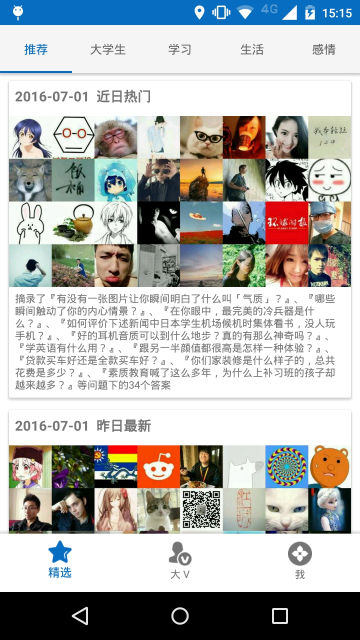 4G 15:15
推荐 大学生 学习 生活 感情
2016-07-01 近日热门
环球时报
摘录了『有没有一张图片让你瞬间明白了什么叫「气质」？』、『哪些
瞬间触动了你的内心情景？』、『在你眼中，最完美的冷兵器是什
么？』、『如何评价下述新闻中日本学生机场候机时集体看书，没人玩
手机？』、『好的耳机音质可以到什么地步？真的有那么神奇吗？』、
『学英语有什么用？』、『跟另一半颜值都很高是怎样一种体验？』、
『贷款买车好还是全款买车好？』、『你们家装修是什么样子的，总共
花费是多少？』、『素质教育喊了这么多年，为什么上补习班的孩子却
越来越多？』等问题下的34个答案
2016-07-01 昨日最新
精选 大 V 我